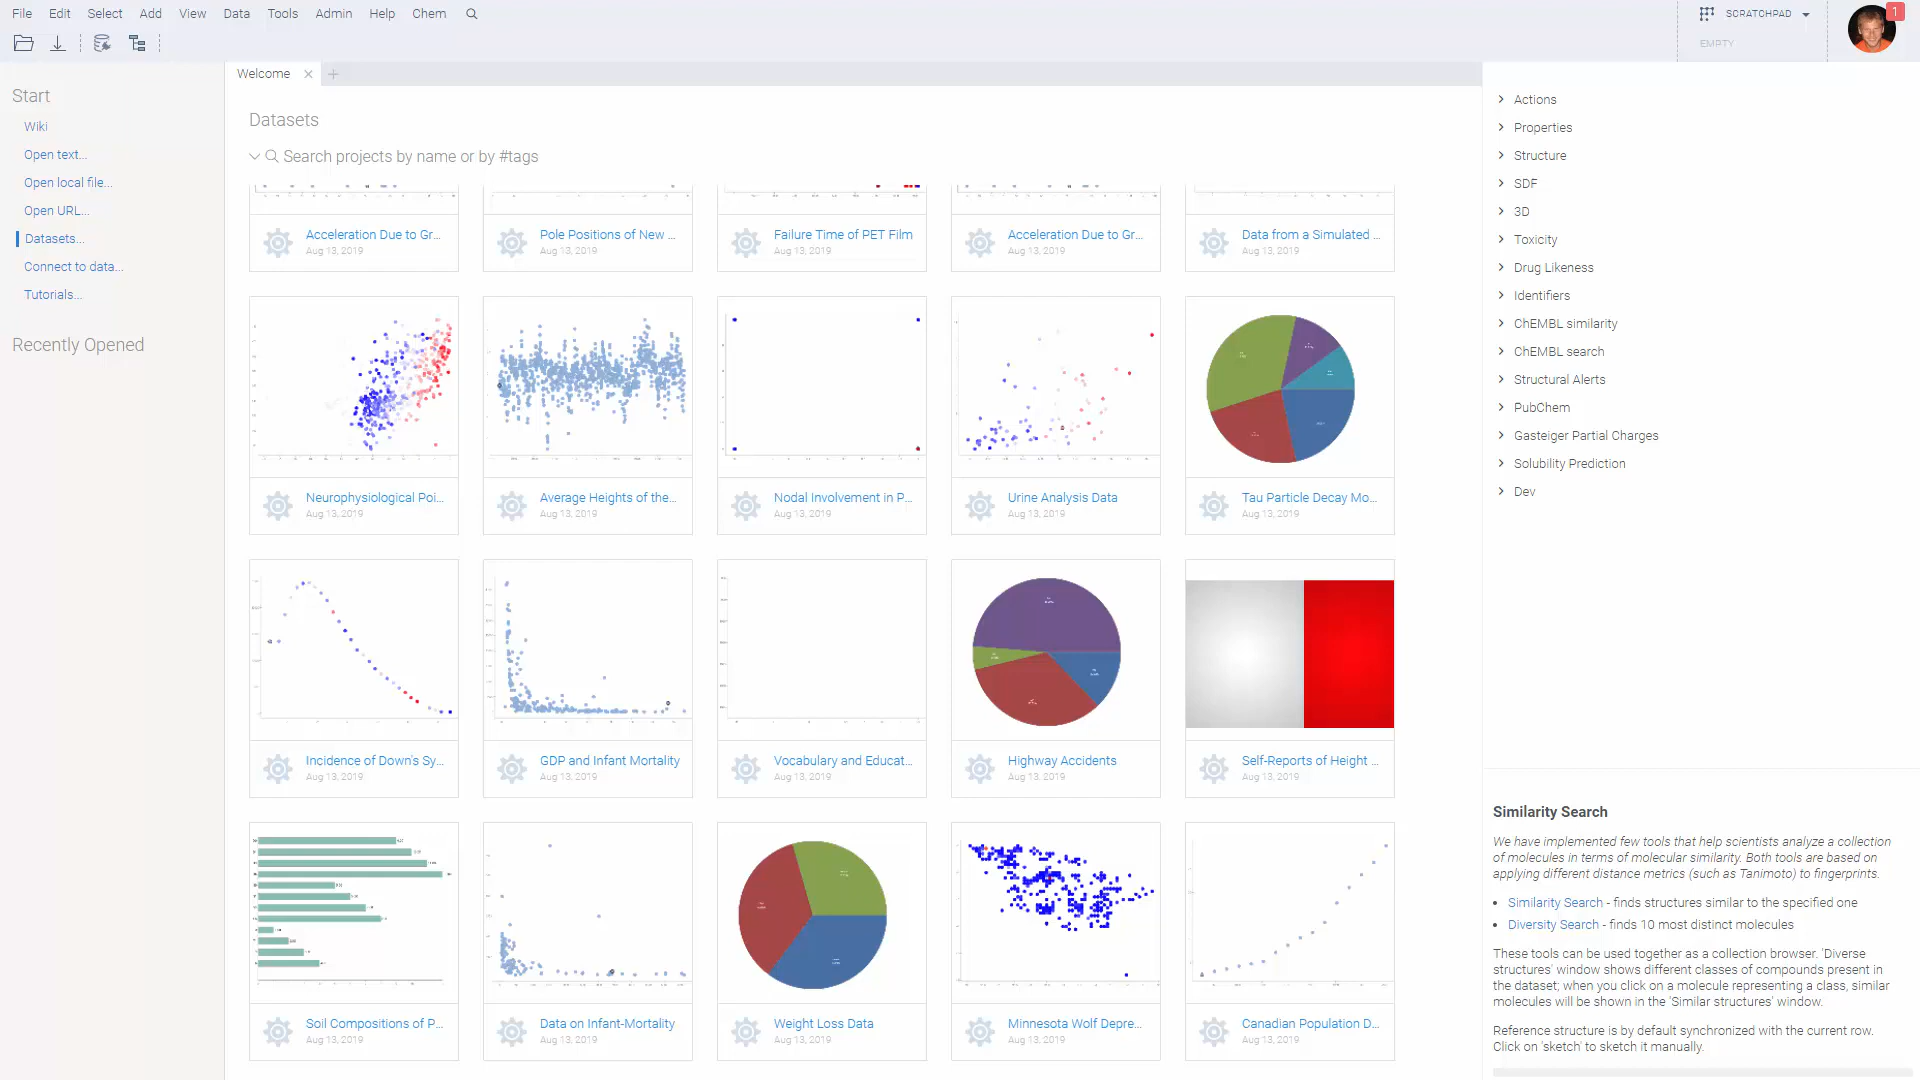 File Edit Select Add View Data Tools Admin Help Chem
SCRATCHPAD
1
EMPTY
Welcome
Start
Wiki
Open text...
Open local file...
Open URL...
Datasets...
Connect to data...
Tutorials...
Recently Opened
Datasets
Search projects by name or by #tags
Acceleration Due to Gr... Pole Positions of New ... Failure Time of PET Film Acceleration Due to Gr... Data from a Simulated ...
Aug 13, 2019 Aug 13, 2019 Aug 13, 2019 Aug 13, 2019 Aug 13, 2019
Neurophysiological Poi... Average Heights of the... Nodal Involvement in P... Urine Analysis Data Tau Particle Decay Mo...
Aug 13, 2019 Aug 13, 2019 Aug 13, 2019 Aug 13, 2019 Aug 13, 2019
Incidence of Down's Sy... GDP and Infant Mortality Vocabulary and Educat... Highway Accidents Self-Reports of Height ...
Aug 13, 2019 Aug 13, 2019 Aug 13, 2019 Aug 13, 2019 Aug 13, 2019
Soil Compositions of P... Data on Infant-Mortality Weight Loss Data Minnesota Wolf Depre... Canadian Population D...
Aug 13, 2019 Aug 13, 2019 Aug 13, 2019 Aug 13, 2019 Aug 13, 2019
Actions
Properties
Structure
SDF
3D
Toxicity
Drug Likeness
Identifiers
ChEMBL similarity
ChEMBL search
Structural Alerts
PubChem
Gasteiger Partial Charges
Solubility Prediction
Dev
Similarity Search
We have implemented few tools that help scientists analyze a collection
of molecules in terms of molecular similarity. Both tools are based on
applying different distance metrics (such as Tanimoto) to fingerprints.
• Similarity Search - finds structures similar to the specified one
• Diversity Search - finds 10 most distinct molecules
These tools can be used together as a collection browser. 'Diverse
structures' window shows different classes of compounds present in
the dataset; when you click on a molecule representing a class, similar
molecules will be shown in the 'Similar structures' window.
Reference structure is by default synchronized with the current row.
Click on 'sketch' to sketch it manually.